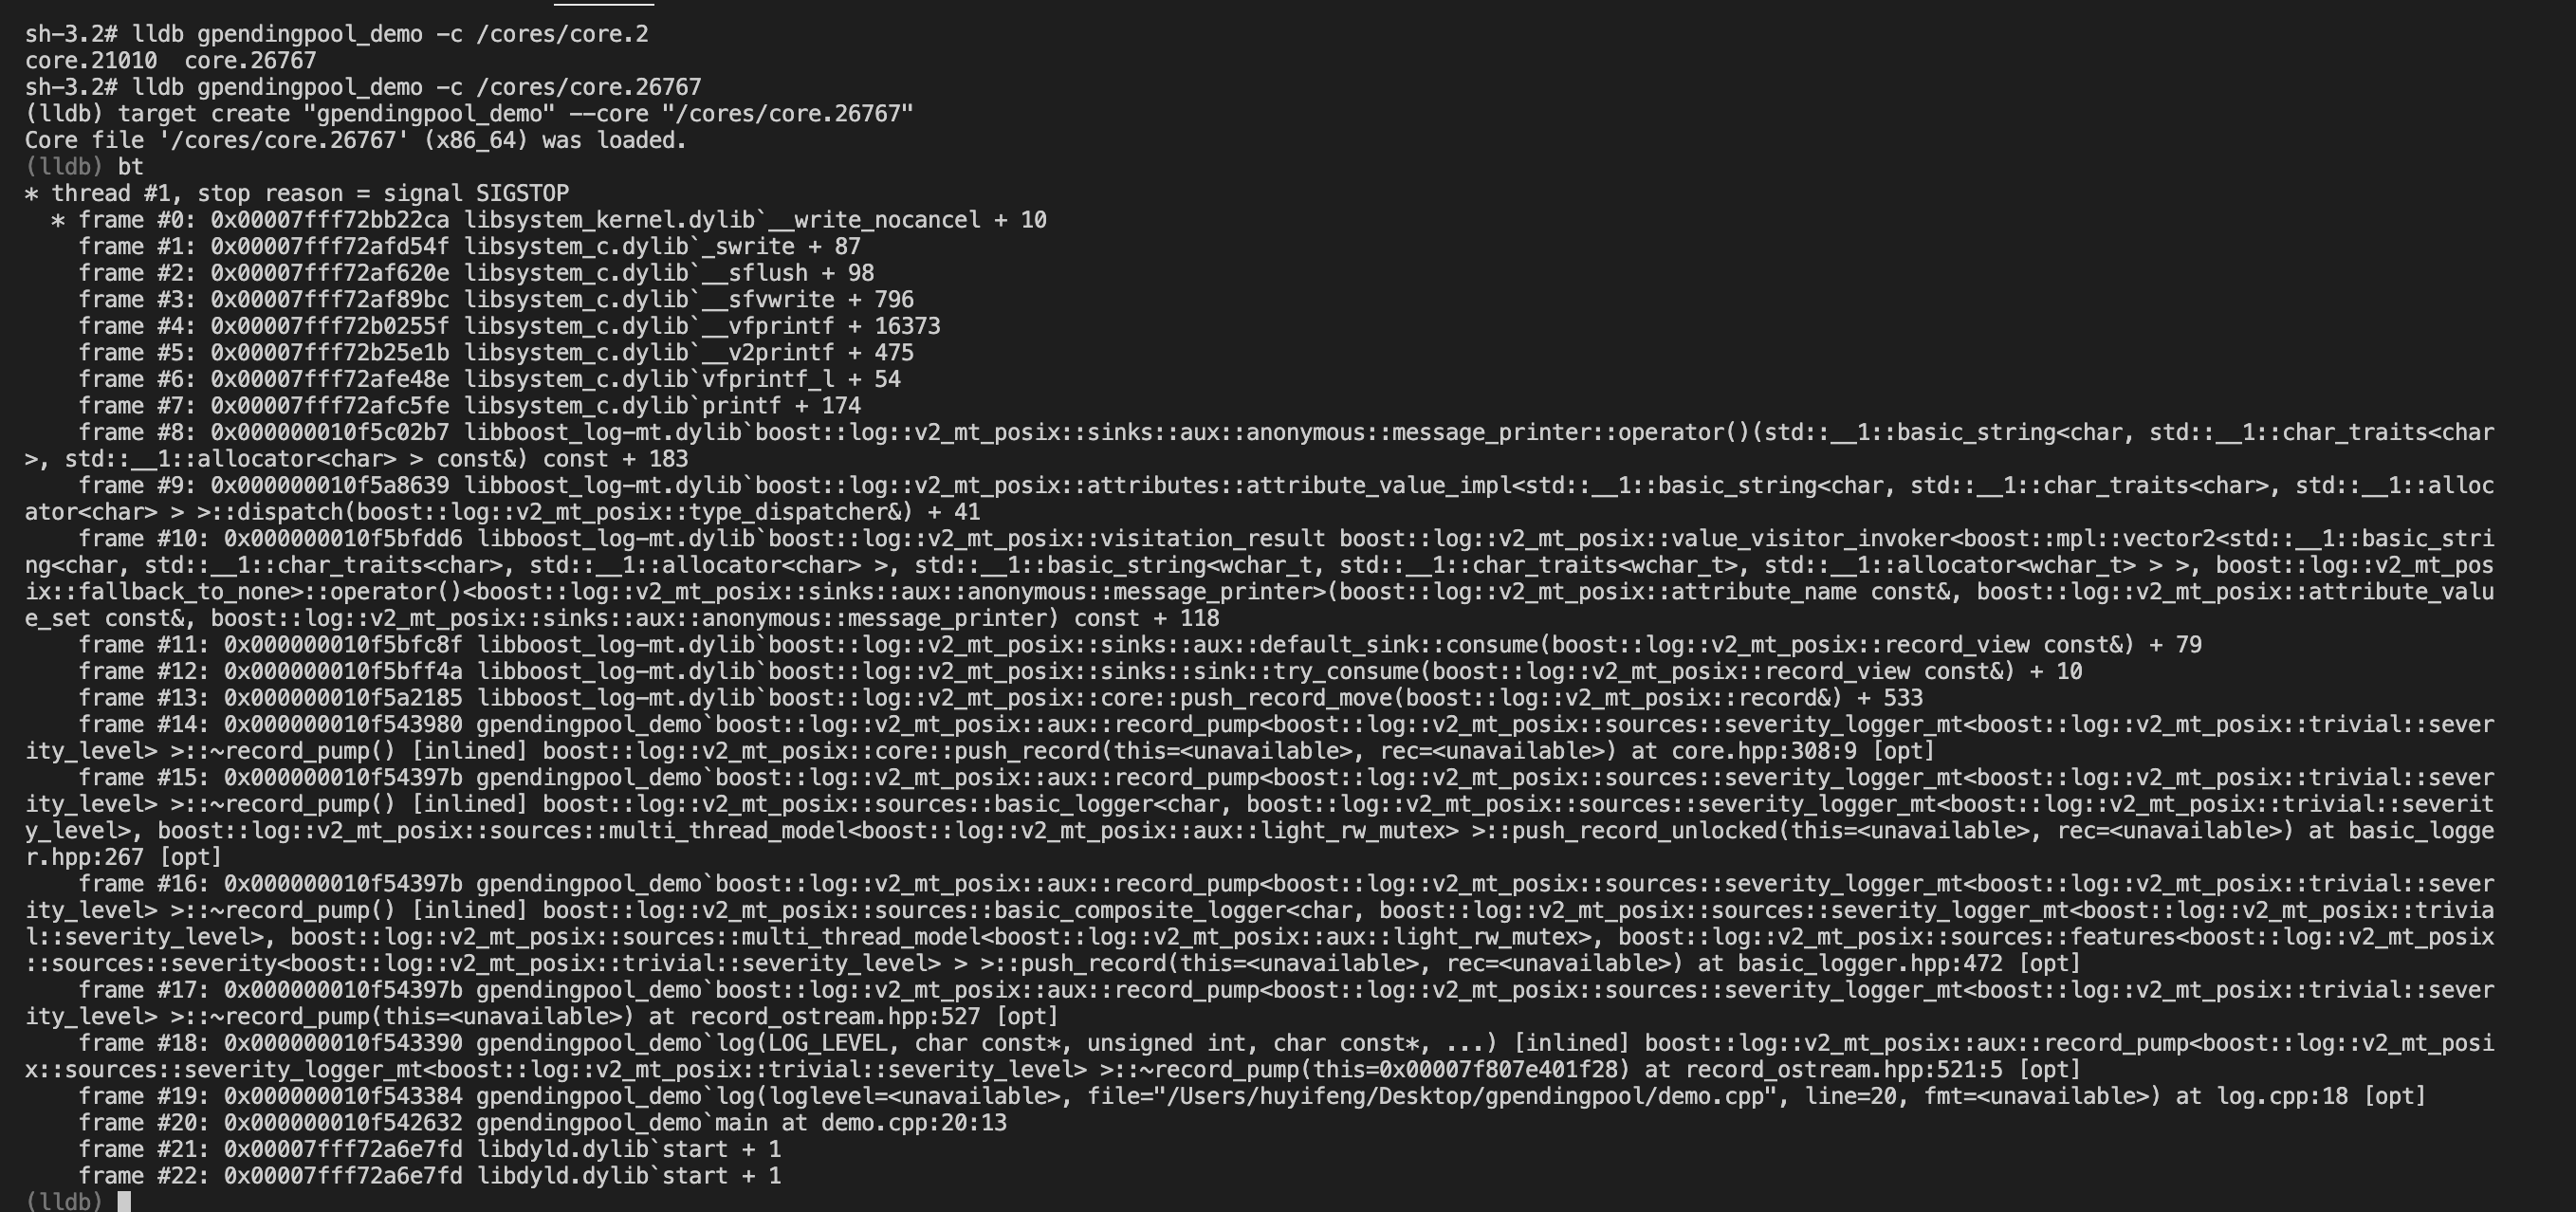 sh-3.2# lldb gpendingpool_demo -c /cores/core.2
core.21010  core.26767
sh-3.2# lldb gpendingpool_demo -c /cores/core.26767
(lldb) target create "gpendingpool_demo" --core "/cores/core.26767"
Core file '/cores/core.26767' (x86_64) was loaded.
(lldb) bt
* thread #1, stop reason = signal SIGSTOP
  * frame #0: 0x00007fff72bb22ca libsystem_kernel.dylib`__write_nocancel + 10
    frame #1: 0x00007fff72afd54f libsystem_c.dylib`_swrite + 87
    frame #2: 0x00007fff72af620e libsystem_c.dylib`__sflush + 98
    frame #3: 0x00007fff72af89bc libsystem_c.dylib`__sfvwrite + 796
    frame #4: 0x00007fff72b0255f libsystem_c.dylib`__vfprintf + 16373
    frame #5: 0x00007fff72b25e1b libsystem_c.dylib`__v2printf + 475
    frame #6: 0x00007fff72afe48e libsystem_c.dylib`vfprintf_l + 54
    frame #7: 0x00007fff72afc5fe libsystem_c.dylib`printf + 174
    frame #8: 0x000000010f5c02b7 libboost_log-mt.dylib`boost::log::v2_mt_posix::sinks::aux::anonymous::message_printer::operator()(std::__1::basic_string<char, std::__1::char_traits<char
>, std::__1::allocator<char> > const&) const + 183
    frame #9: 0x000000010f5a8639 libboost_log-mt.dylib`boost::log::v2_mt_posix::attributes::attribute_value_impl<std::__1::basic_string<char, std::__1::char_traits<char>, std::__1::alloc
ator<char> > >::dispatch(boost::log::v2_mt_posix::type_dispatcher&) + 41
    frame #10: 0x000000010f5bfdd6 libboost_log-mt.dylib`boost::log::v2_mt_posix::visitation_result boost::log::v2_mt_posix::value_visitor_invoker<boost::mpl::vector2<std::__1::basic_stri
ng<char, std::__1::char_traits<char>, std::__1::allocator<char> >, std::__1::basic_string<wchar_t, std::__1::char_traits<wchar_t>, std::__1::allocator<wchar_t> > >, boost::log::v2_mt_pos
ix::fallback_to_none>::operator()<boost::log::v2_mt_posix::sinks::aux::anonymous::message_printer>(boost::log::v2_mt_posix::attribute_name const&, boost::log::v2_mt_posix::attribute_valu
e_set const&, boost::log::v2_mt_posix::sinks::aux::anonymous::message_printer) const + 118
    frame #11: 0x000000010f5bfc8f libboost_log-mt.dylib`boost::log::v2_mt_posix::sinks::aux::default_sink::consume(boost::log::v2_mt_posix::record_view const&) + 79
    frame #12: 0x000000010f5bff4a libboost_log-mt.dylib`boost::log::v2_mt_posix::sinks::sink::try_consume(boost::log::v2_mt_posix::record_view const&) + 10
    frame #13: 0x000000010f5a2185 libboost_log-mt.dylib`boost::log::v2_mt_posix::core::push_record_move(boost::log::v2_mt_posix::record&) + 533
    frame #14: 0x000000010f543980 gpendingpool_demo`boost::log::v2_mt_posix::aux::record_pump<boost::log::v2_mt_posix::sources::severity_logger_mt<boost::log::v2_mt_posix::trivial::sever
ity_level> >::~record_pump() [inlined] boost::log::v2_mt_posix::core::push_record(this=<unavailable>, rec=<unavailable>) at core.hpp:308:9 [opt]
    frame #15: 0x000000010f54397b gpendingpool_demo`boost::log::v2_mt_posix::aux::record_pump<boost::log::v2_mt_posix::sources::severity_logger_mt<boost::log::v2_mt_posix::trivial::sever
ity_level> >::~record_pump() [inlined] boost::log::v2_mt_posix::sources::basic_logger<char, boost::log::v2_mt_posix::sources::severity_logger_mt<boost::log::v2_mt_posix::trivial::severit
y_level>, boost::log::v2_mt_posix::sources::multi_thread_model<boost::log::v2_mt_posix::aux::light_rw_mutex> >::push_record_unlocked(this=<unavailable>, rec=<unavailable>) at basic_logge
r.hpp:267 [opt]
    frame #16: 0x000000010f54397b gpendingpool_demo`boost::log::v2_mt_posix::aux::record_pump<boost::log::v2_mt_posix::sources::severity_logger_mt<boost::log::v2_mt_posix::trivial::sever
ity_level> >::~record_pump() [inlined] boost::log::v2_mt_posix::sources::basic_composite_logger<char, boost::log::v2_mt_posix::sources::severity_logger_mt<boost::log::v2_mt_posix::trivia
l::severity_level>, boost::log::v2_mt_posix::sources::multi_thread_model<boost::log::v2_mt_posix::aux::light_rw_mutex>, boost::log::v2_mt_posix::sources::features<boost::log::v2_mt_posix
::sources::severity<boost::log::v2_mt_posix::trivial::severity_level> > >::push_record(this=<unavailable>, rec=<unavailable>) at basic_logger.hpp:472 [opt]
    frame #17: 0x000000010f54397b gpendingpool_demo`boost::log::v2_mt_posix::aux::record_pump<boost::log::v2_mt_posix::sources::severity_logger_mt<boost::log::v2_mt_posix::trivial::sever
ity_level> >::~record_pump(this=<unavailable>) at record_ostream.hpp:527 [opt]
    frame #18: 0x000000010f543390 gpendingpool_demo`log(LOG_LEVEL, char const*, unsigned int, char const*, ...) [inlined] boost::log::v2_mt_posix::aux::record_pump<boost::log::v2_mt_posi
x::sources::severity_logger_mt<boost::log::v2_mt_posix::trivial::severity_level> >::~record_pump(this=0x00007f807e401f28) at record_ostream.hpp:521:5 [opt]
    frame #19: 0x000000010f543384 gpendingpool_demo`log(loglevel=<unavailable>, file="/Users/huyifeng/Desktop/gpendingpool/demo.cpp", line=20, fmt=<unavailable>) at log.cpp:18 [opt]
    frame #20: 0x000000010f542632 gpendingpool_demo`main at demo.cpp:20:13
    frame #21: 0x00007fff72a6e7fd libdyld.dylib`start + 1
    frame #22: 0x00007fff72a6e7fd libdyld.dylib`start + 1
(lldb)